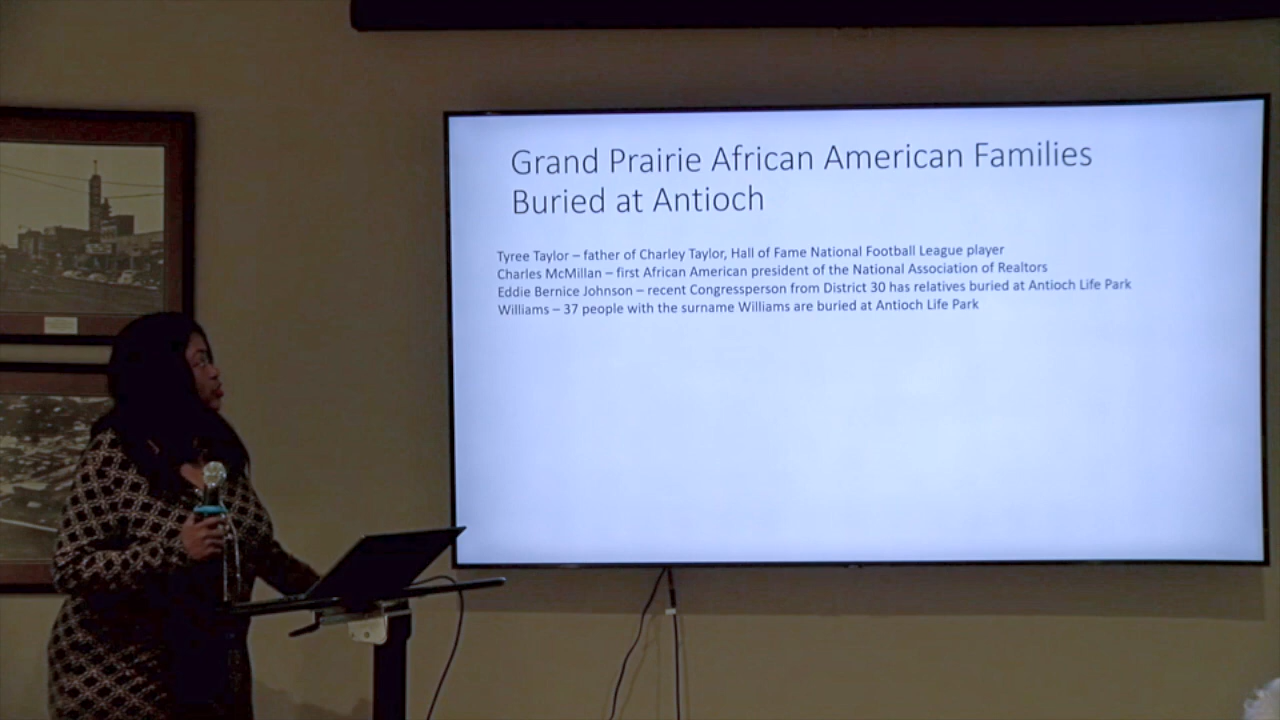 Grand Prairie African American Families
Buried at Antioch
Tyree Taylor – father of Charley Taylor, Hall of Fame National Football League player
Charles McMillan – first African American president of the National Association of Realtors
Eddie Bernice Johnson – recent Congressperson from District 30 has relatives buried at Antioch Life Park
Williams – 37 people with the surname Williams are buried at Antioch Life Park